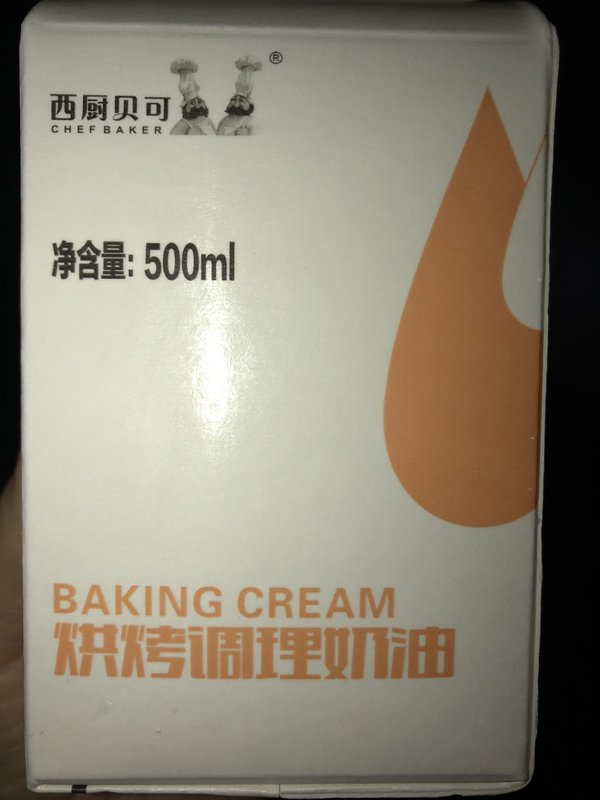 ®
西厨贝可
CHEF BAKER
净含量: 500ml
BAKING CREAM
烘烤调理奶油